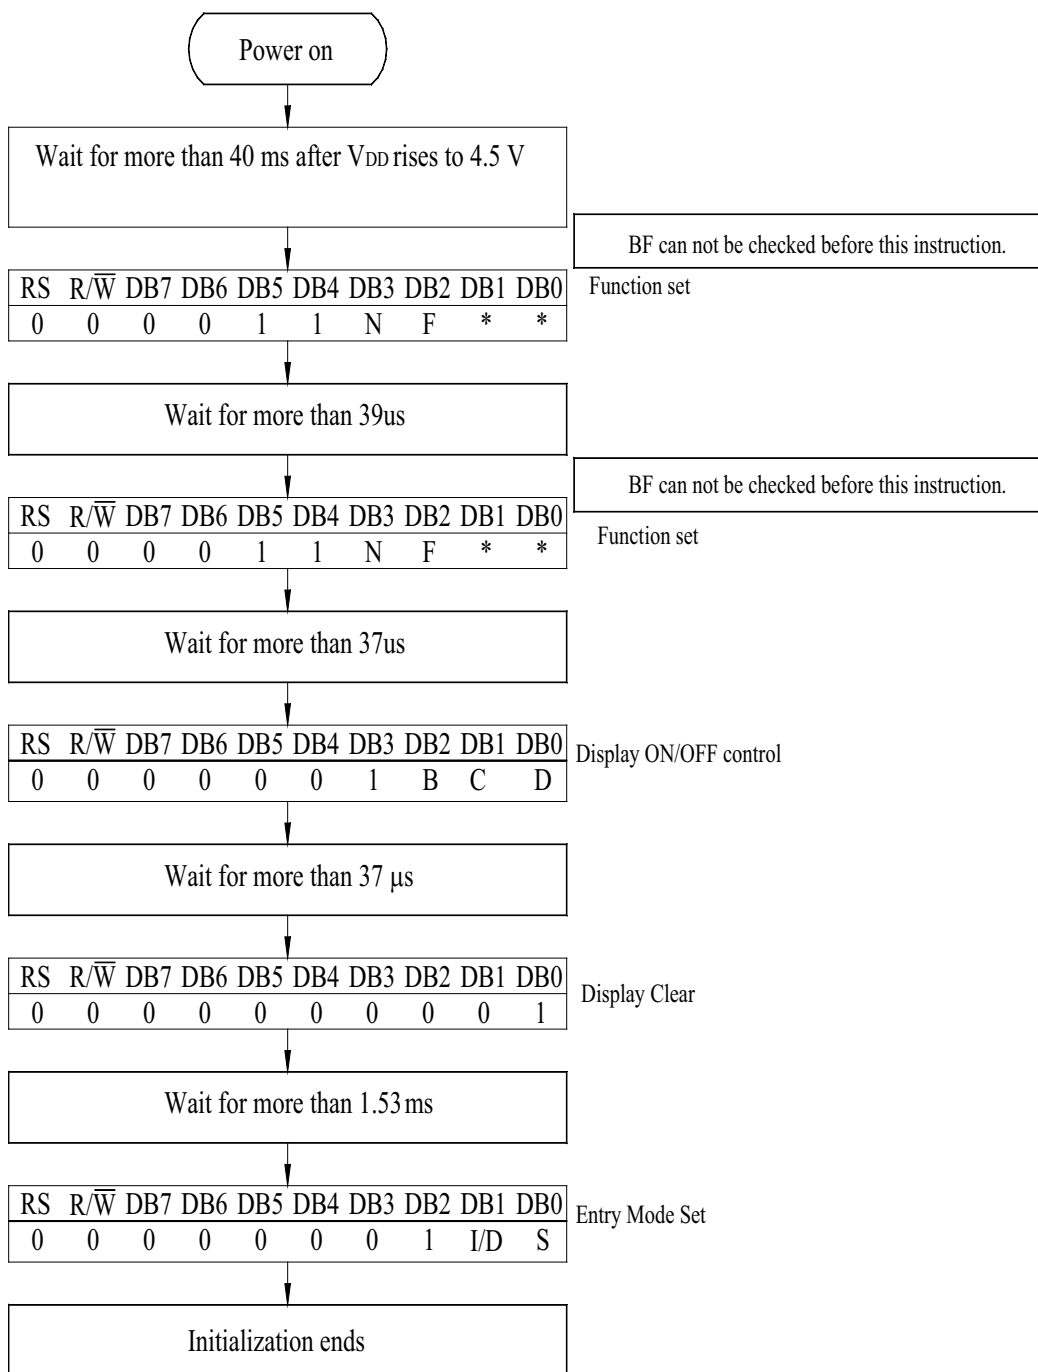 Power on
Wait for more than 40 ms after VDD rises to 4.5 V
BF can not be checked before this instruction.
RS R/W̅ DB7 DB6 DB5 DB4 DB3 DB2 DB1 DB0
Function set
0 0 0 0 1 1 N F * *
Wait for more than 39us
BF can not be checked before this instruction.
RS R/W̅ DB7 DB6 DB5 DB4 DB3 DB2 DB1 DB0
Function set
0 0 0 0 1 1 N F * *
Wait for more than 37us
RS R/W̅ DB7 DB6 DB5 DB4 DB3 DB2 DB1 DB0
Display ON/OFF control
0 0 0 0 0 0 1 B C D
Wait for more than 37 μs
RS R/W̅ DB7 DB6 DB5 DB4 DB3 DB2 DB1 DB0
Display Clear
0 0 0 0 0 0 0 0 0 1
Wait for more than 1.53 ms
RS R/W̅ DB7 DB6 DB5 DB4 DB3 DB2 DB1 DB0
Entry Mode Set
0 0 0 0 0 0 0 1 I/D S
Initialization ends